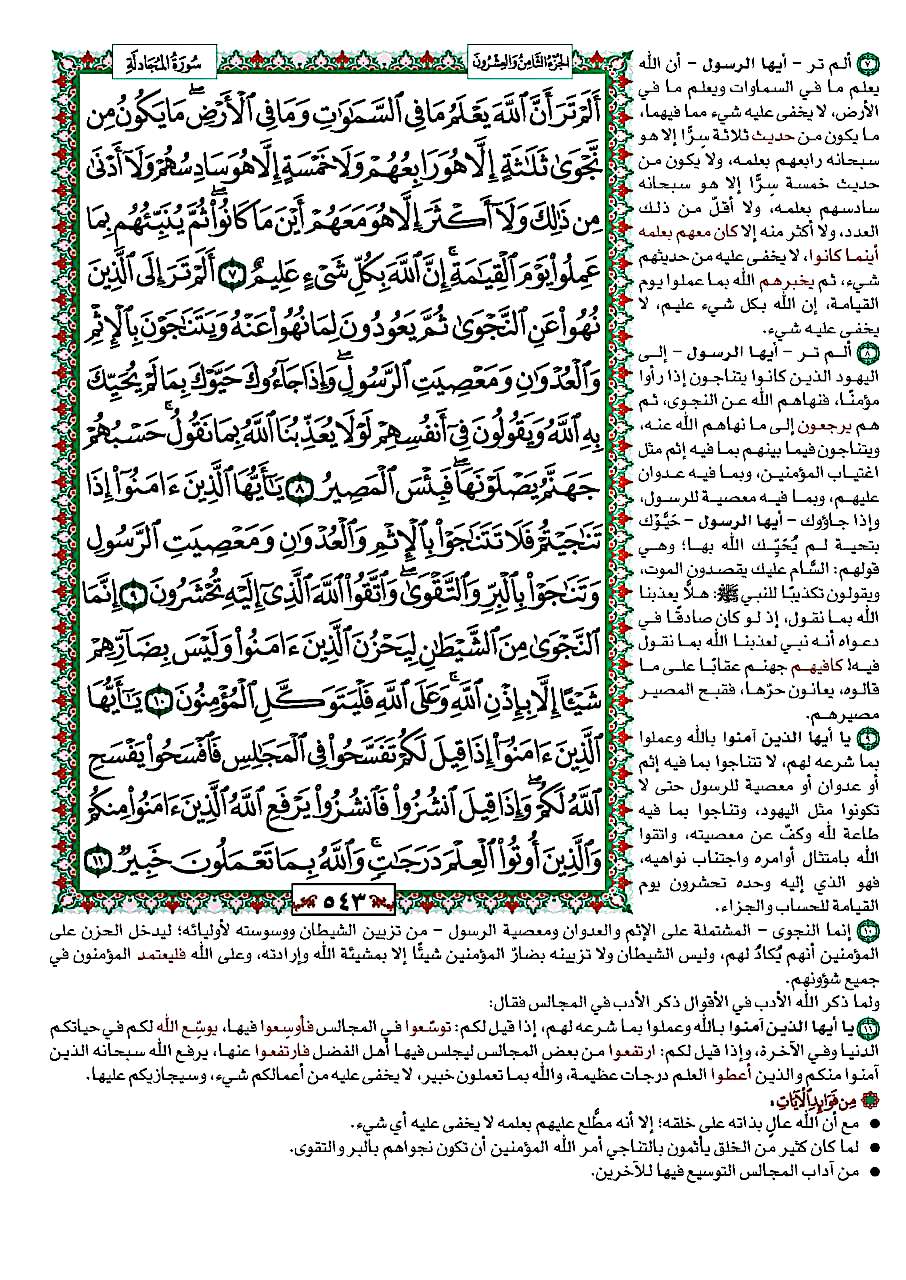 سُورَةُ المُجَادلَةِ
الجُزءُ الثَّامِنُ وَالعِشْرُونَ
أَلَمْ تَرَ أَنَّ ٱللَّهَ يَعْلَمُ مَا فِي ٱلسَّمَٰوَٰتِ وَمَا فِي ٱلْأَرْضِۖ مَا يَكُونُ مِن
نَّجْوَىٰ ثَلَٰثَةٍ إِلَّا هُوَ رَابِعُهُمْ وَلَا خَمْسَةٍ إِلَّا هُوَ سَادِسُهُمْ وَلَآ أَدْنَىٰ
مِن ذَٰلِكَ وَلَآ أَكْثَرَ إِلَّا هُوَ مَعَهُمْ أَيْنَ مَا كَانُوا۟ۖ ثُمَّ يُنَبِّئُهُم بِمَا
عَمِلُوا۟ يَوْمَ ٱلْقِيَٰمَةِۚ إِنَّ ٱللَّهَ بِكُلِّ شَىْءٍ عَلِيمٌ ٧ أَلَمْ تَرَ إِلَى ٱلَّذِينَ
نُهُوا۟ عَنِ ٱلنَّجْوَىٰ ثُمَّ يَعُودُونَ لِمَا نُهُوا۟ عَنْهُ وَيَتَنَٰجَوْنَ بِٱلْإِثْمِ
وَٱلْعُدْوَٰنِ وَمَعْصِيَتِ ٱلرَّسُولِۖ وَإِذَا جَآءُوكَ حَيَّوْكَ بِمَا لَمْ يُحَيِّكَ
بِهِ ٱللَّهُ وَيَقُولُونَ فِىٓ أَنفُسِهِمْ لَوْلَا يُعَذِّبُنَا ٱللَّهُ بِمَا نَقُولُۚ حَسْبُهُمْ
جَهَنَّمُ يَصْلَوْنَهَاۖ فَبِئْسَ ٱلْمَصِيرُ ٨ يَٰٓأَيُّهَا ٱلَّذِينَ ءَامَنُوٓا۟ إِذَا
تَنَٰجَيْتُمْ فَلَا تَتَنَٰجَوْا۟ بِٱلْإِثْمِ وَٱلْعُدْوَٰنِ وَمَعْصِيَتِ ٱلرَّسُولِ
وَتَنَٰجَوْا۟ بِٱلْبِرِّ وَٱلتَّقْوَىٰۖ وَٱتَّقُوا۟ ٱللَّهَ ٱلَّذِىٓ إِلَيْهِ تُحْشَرُونَ ٩ إِنَّمَا
ٱلنَّجْوَىٰ مِنَ ٱلشَّيْطَٰنِ لِيَحْزُنَ ٱلَّذِينَ ءَامَنُوا۟ وَلَيْسَ بِضَآرِّهِمْ
شَيْـًٔا إِلَّا بِإِذْنِ ٱللَّهِۚ وَعَلَى ٱللَّهِ فَلْيَتَوَكَّلِ ٱلْمُؤْمِنُونَ ١٠ يَٰٓأَيُّهَا
ٱلَّذِينَ ءَامَنُوٓا۟ إِذَا قِيلَ لَكُمْ تَفَسَّحُوا۟ فِى ٱلْمَجَٰلِسِ فَٱفْسَحُوا۟ يَفْسَحِ
ٱللَّهُ لَكُمْۖ وَإِذَا قِيلَ ٱنشُزُوا۟ فَٱنشُزُوا۟ يَرْفَعِ ٱللَّهُ ٱلَّذِينَ ءَامَنُوا۟ مِنكُمْ
وَٱلَّذِينَ أُوتُوا۟ ٱلْعِلْمَ دَرَجَٰتٍۚ وَٱللَّهُ بِمَا تَعْمَلُونَ خَبِيرٌ ١١
٥٤٣
٧ ألم تر – أيها الرسول – أن الله
يعلم ما في السماوات ويعلم ما في
الأرض، لا يخفى عليه شيء مما فيهما،
ما يكون من حديث ثلاثة سِرًّا إلا هو
سبحانه رابعهم بعلمه، ولا يكون من
حديث خمسة سِرًّا إلا هو سبحانه
سادسهم بعلمه، ولا أقلّ من ذلك
العدد، ولا أكثر منه إلا كان معهم بعلمه
أينما كانوا، لا يخفى عليه من حديثهم
شيء، ثم يخبرهم الله بما عملوا يوم
القيامة، إن الله بكل شيء عليم، لا
يخفى عليه شيء.
٨ ألم تر – أيها الرسول – إلى
اليهود الذين كانوا يتناجون إذا رأوا
مؤمنًا، فنهاهم الله عن النجوى، ثم
هم يرجعون إلى ما نهاهم الله عنه،
ويتناجون فيما بينهم بما فيه إثم مثل
اغتياب المؤمنين، وبما فيه عدوان
عليهم، وبما فيه معصية للرسول،
وإذا جاؤوك – أيها الرسول – حَيَّوْك
بتحية لم يُحَيِّك الله بها؛ وهي
قولهم: السَّام عليك يقصدون الموت،
ويقولون تكذيبًا للنبي ﷺ: هلَّا يعذبنا
الله بما نقول، إذ لو كان صادقًا في
دعواه أنه نبي لعذبنا الله بما نقول
فيه! كافيهم جهنم عقابًا على ما
قالوه، يعانون حرّها، فقبح المصير
مصيرهم.
٩ يا أيها الذين آمنوا بالله وعملوا
بما شرعه لهم، لا تتناجوا بما فيه إثم
أو عدوان أو معصية للرسول حتى لا
تكونوا مثل اليهود، وتناجوا بما فيه
طاعة لله وكفّ عن معصيته، واتقوا
الله بامتثال أوامره واجتناب نواهيه،
فهو الذي إليه وحده تحشرون يوم
القيامة للحساب والجزاء.
١٠ إنما النجوى – المشتملة على الإثم والعدوان ومعصية الرسول – من تزيين الشيطان ووسوسته لأوليائه؛ ليدخل الحزن على
المؤمنين أنهم يُكادُ لهم، وليس الشيطان ولا تزيينه بضارّ المؤمنين شيئًا إلا بمشيئة الله وإرادته، وعلى الله فليعتمد المؤمنون في
جميع شؤونهم.
ولما ذكر الله الأدب في الأقوال ذكر الأدب في المجالس فقال:
١١ يا أيها الذين آمنوا بالله وعملوا بما شرعه لهم، إذا قيل لكم: توسّعوا في المجالس فأوسِعوا فيها، يوسِّع الله لكم في حياتكم
الدنيا وفي الآخرة، وإذا قيل لكم: ارتفعوا من بعض المجالس ليجلس فيها أهل الفضل فارتفعوا عنها، يرفع الله سبحانه الذين
آمنوا منكم والذين أعطوا العلم درجات عظيمة، والله بما تعملون خبير، لا يخفى عليه من أعمالكم شيء، وسيجازيكم عليها.
مِن فَوَائِدِ ٱلْآيَاتِ:
● مع أن الله عالٍ بذاته على خلقه؛ إلا أنه مطَّلع عليهم بعلمه لا يخفى عليه أي شيء.
● لما كان كثير من الخلق يأثمون بالتناجي أمر الله المؤمنين أن تكون نجواهم بالبر والتقوى.
● من آداب المجالس التوسيع فيها للآخرين.